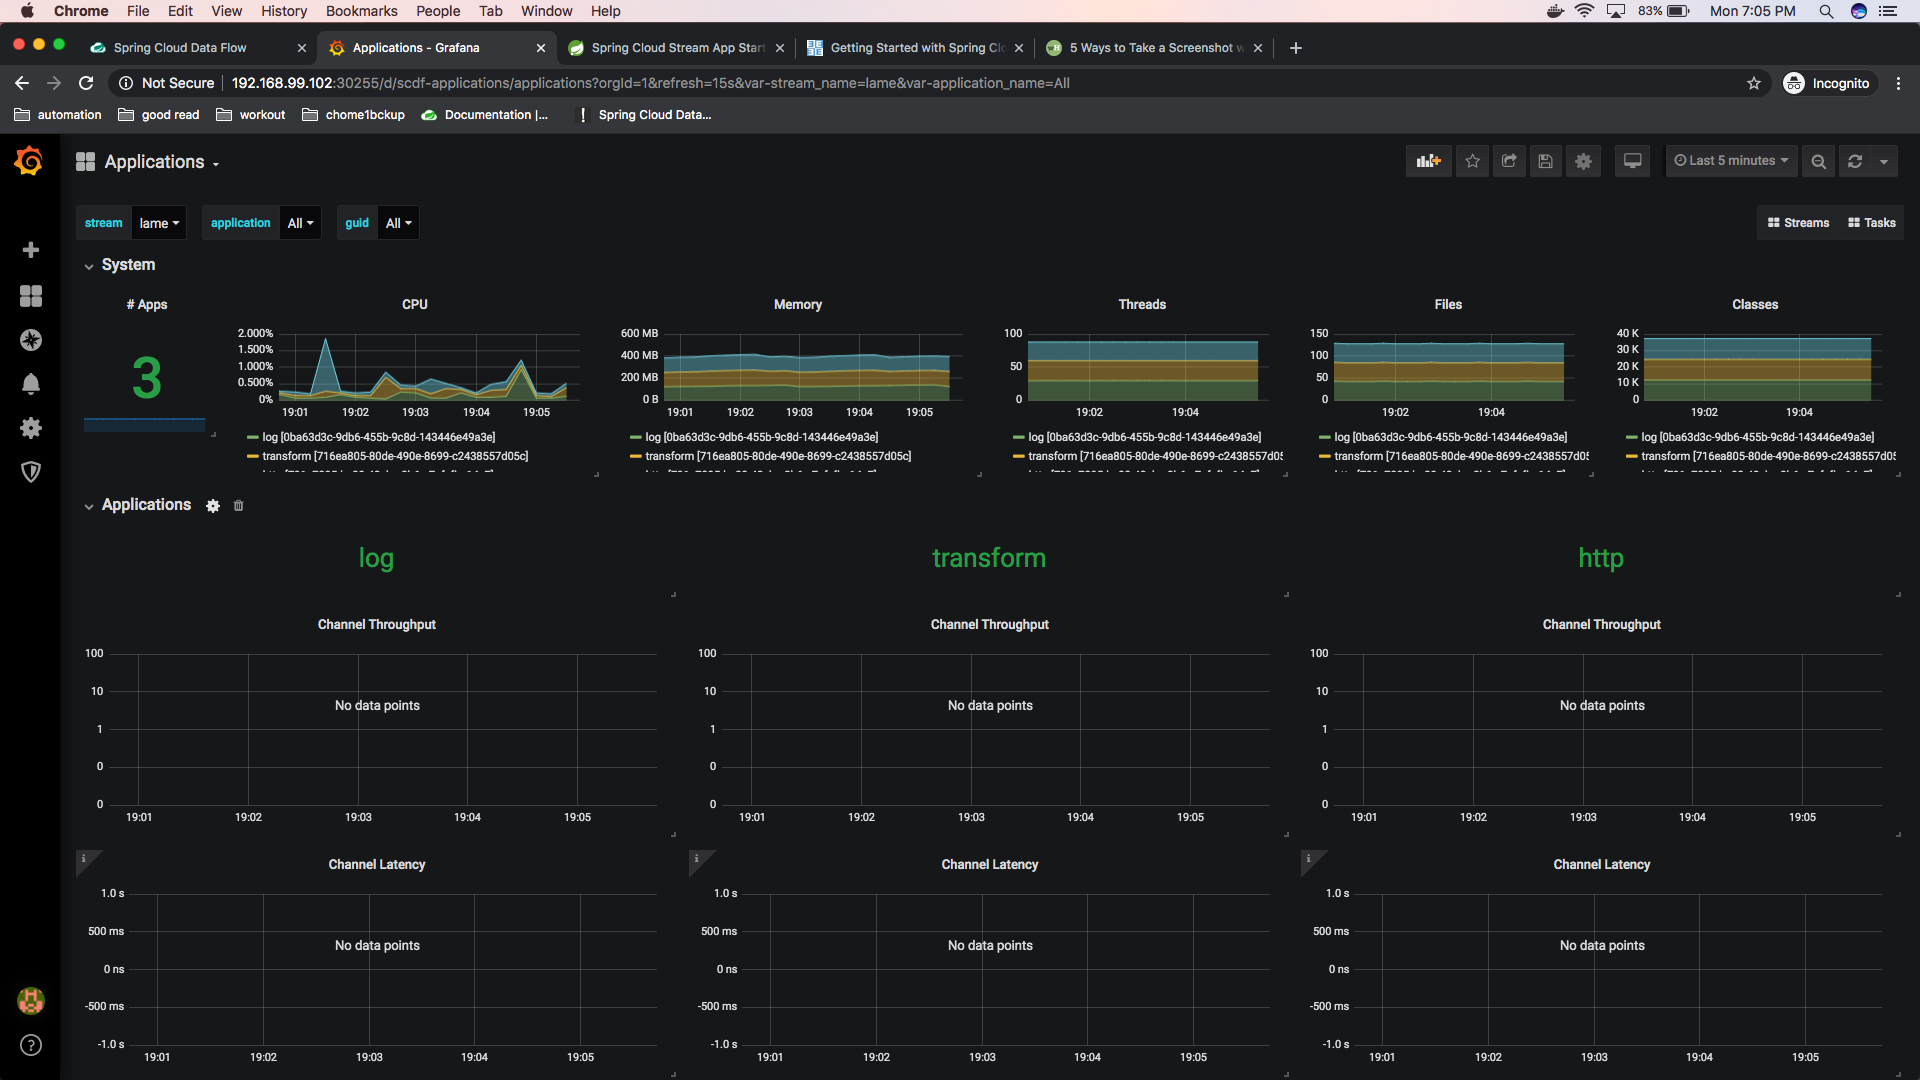 Chrome File Edit View History Bookmarks People Tab Window Help 83% Mon 7:05 PM
Spring Cloud Data Flow Applications - Grafana Spring Cloud Stream App Start Getting Started with Spring Clo 5 Ways to Take a Screenshot w
Not Secure 192.168.99.102:30255/d/scdf-applications/applications?orgId=1&refresh=15s&var-stream_name=lame&var-application_name=All Incognito
automation good read workout chome1bckup Documentation |... Spring Cloud Data...
Applications Last 5 minutes
stream lame application All guid All Streams Tasks
System
# Apps CPU Memory Threads Files Classes
3
2.000%
1.500%
1.000%
0.500%
0%
19:01 19:02 19:03 19:04 19:05
600 MB
400 MB
200 MB
0 B
19:01 19:02 19:03 19:04 19:05
100
50
0
19:02 19:04
150
100
50
0
19:02 19:04
40 K
30 K
20 K
10 K
0
19:02 19:04
log [0ba63d3c-9db6-455b-9c8d-143446e49a3e]
transform [716ea805-80de-490e-8699-c2438557d05c]
log [0ba63d3c-9db6-455b-9c8d-143446e49a3e]
transform [716ea805-80de-490e-8699-c2438557d05c]
log [0ba63d3c-9db6-455b-9c8d-143446e49a3e]
transform [716ea805-80de-490e-8699-c2438557d05
log [0ba63d3c-9db6-455b-9c8d-143446e49a3e]
transform [716ea805-80de-490e-8699-c2438557d05
log [0ba63d3c-9db6-455b-9c8d-143446e49a3e]
transform [716ea805-80de-490e-8699-c2438557d05
Applications
log transform http
Channel Throughput Channel Throughput Channel Throughput
100
10
1
0
0
No data points
19:01 19:02 19:03 19:04 19:05
100
10
1
0
0
No data points
19:01 19:02 19:03 19:04 19:05
100
10
1
0
0
No data points
19:01 19:02 19:03 19:04 19:05
Channel Latency Channel Latency Channel Latency
1.0 s
500 ms
0 ns
-500 ms
-1.0 s
No data points
19:01 19:02 19:03 19:04 19:05
1.0 s
500 ms
0 ns
-500 ms
-1.0 s
No data points
19:01 19:02 19:03 19:04 19:05
1.0 s
500 ms
0 ns
-500 ms
-1.0 s
No data points
19:01 19:02 19:03 19:04 19:05